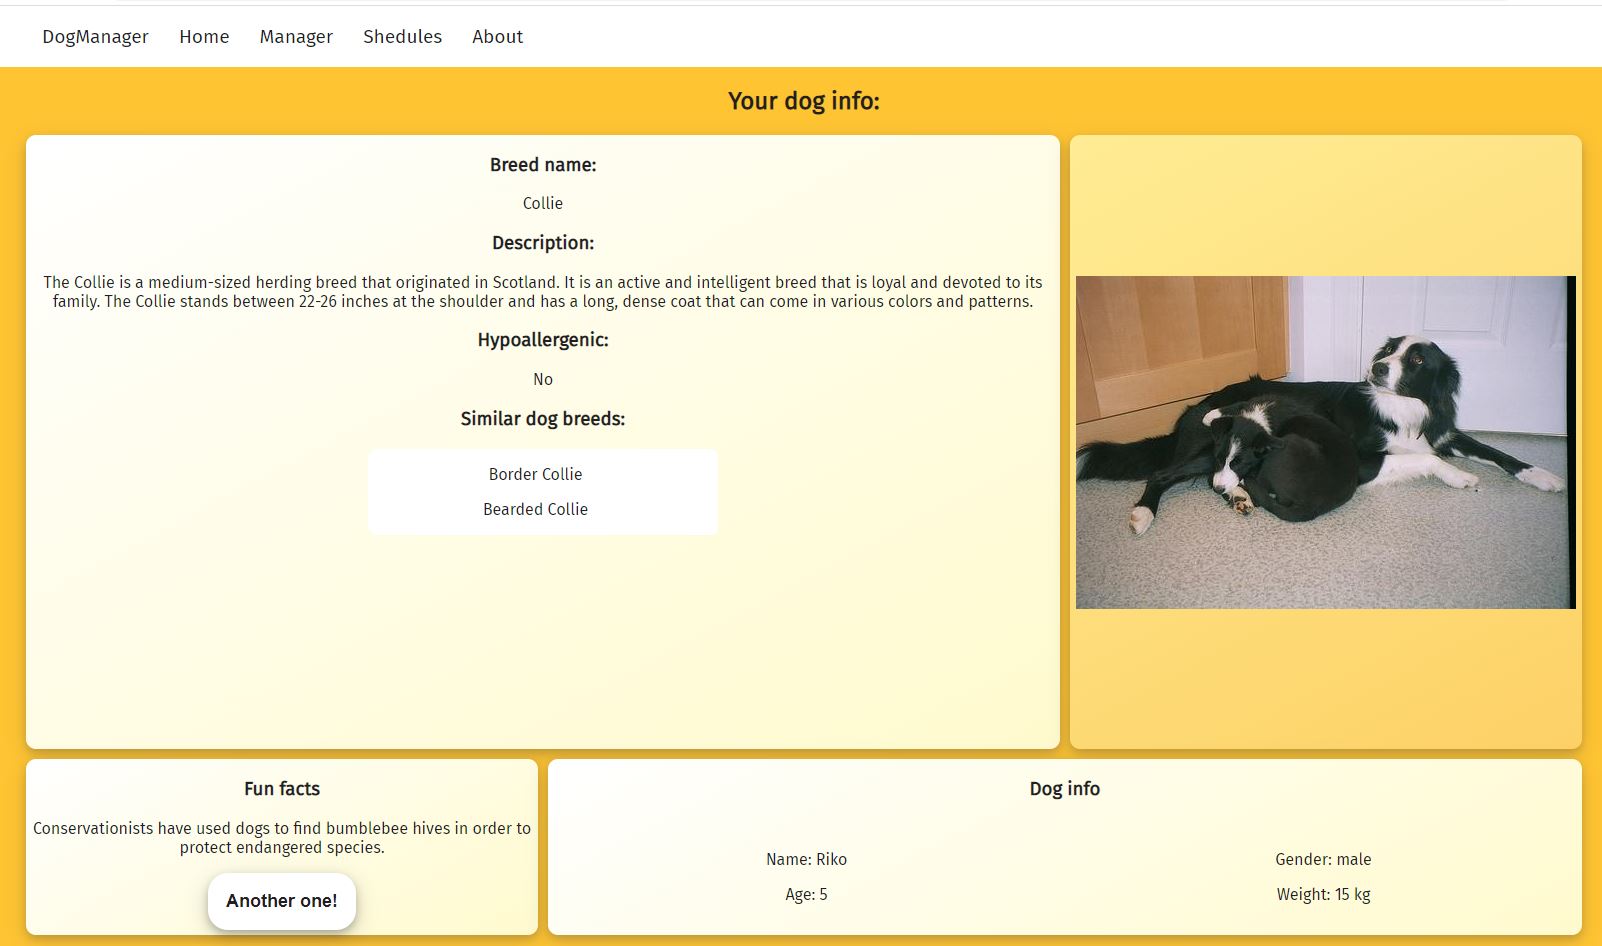 DogManager Home Manager Shedules About
Your dog info:
Breed name:
Collie
Description:
The Collie is a medium-sized herding breed that originated in Scotland. It is an active and intelligent breed that is loyal and devoted to its
family. The Collie stands between 22-26 inches at the shoulder and has a long, dense coat that can come in various colors and patterns.
Hypoallergenic:
No
Similar dog breeds:
Border Collie
Bearded Collie
Fun facts
Conservationists have used dogs to find bumblebee hives in order to
protect endangered species.
Another one!
Dog info
Name: Riko
Age: 5
Gender: male
Weight: 15 kg